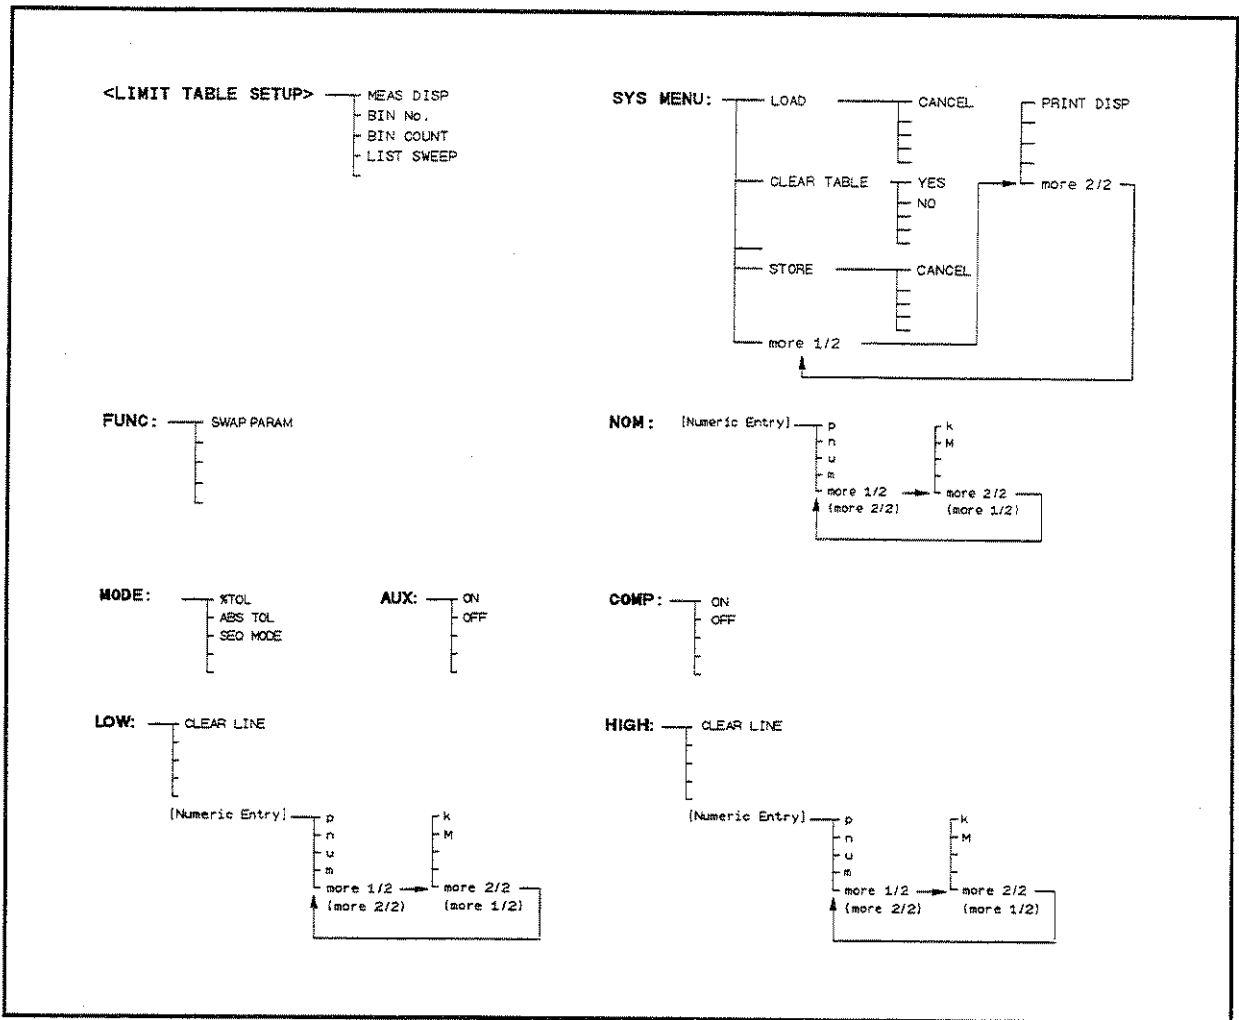 <LIMIT TABLE SETUP>
MEAS DISP
BIN No.
BIN COUNT
LIST SWEEP
SYS MENU:
LOAD
CANCEL
CLEAR TABLE
YES
NO
STORE
CANCEL
more 1/2
PRINT DISP
more 2/2
FUNC:
SWAP PARAM
NOM:
[Numeric Entry]
p
n
u
m
more 1/2
(more 2/2)
k
M
more 2/2
(more 1/2)
MODE:
%TOL
ABS TOL
SEQ MODE
AUX:
ON
OFF
COMP:
ON
OFF
LOW:
CLEAR LINE
[Numeric Entry]
p
n
u
m
more 1/2
(more 2/2)
k
M
more 2/2
(more 1/2)
HIGH:
CLEAR LINE
[Numeric Entry]
p
n
u
m
more 1/2
(more 2/2)
k
M
more 2/2
(more 1/2)